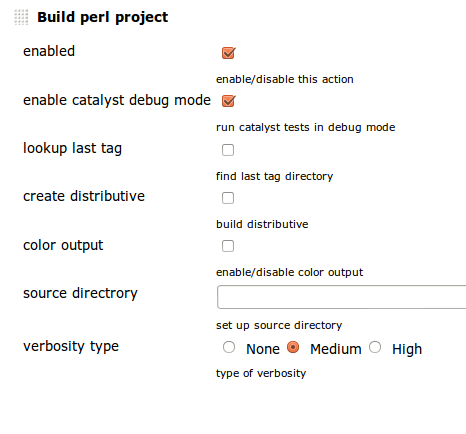 Build perl project
enabled
enable/disable this action
enable catalyst debug mode
run catalyst tests in debug mode
lookup last tag
find last tag directory
create distributive
build distributive
color output
enable/disable color output
source directrory
set up source directory
verbosity type None Medium High
type of verbosity